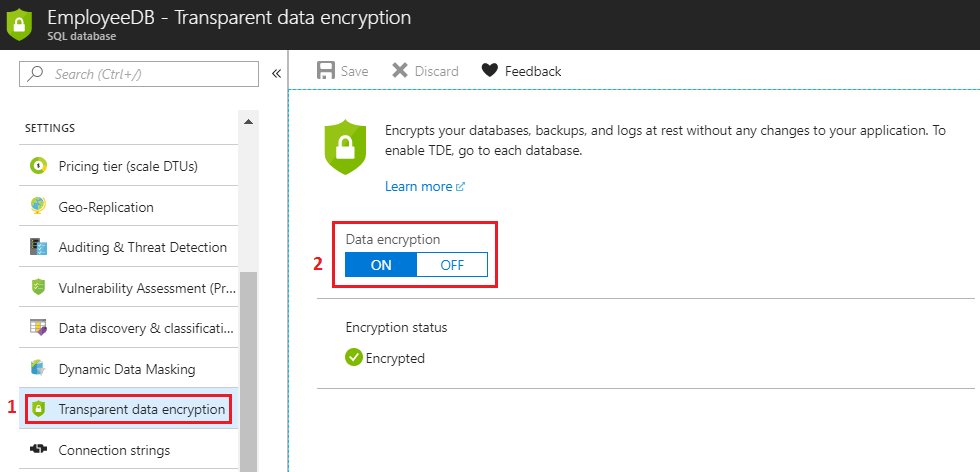 EmployeeDB - Transparent data encryption
SQL database
Search (Ctrl+/)
«
Save
Discard
Feedback
SETTINGS
Pricing tier (scale DTUs)
Geo-Replication
Auditing & Threat Detection
Vulnerability Assessment (Pr...
Data discovery & classificati...
Dynamic Data Masking
1
Transparent data encryption
Connection strings
Encrypts your databases, backups, and logs at rest without any changes to your application. To
enable TDE, go to each database.
Learn more
Data encryption
2
ON OFF
Encryption status
Encrypted